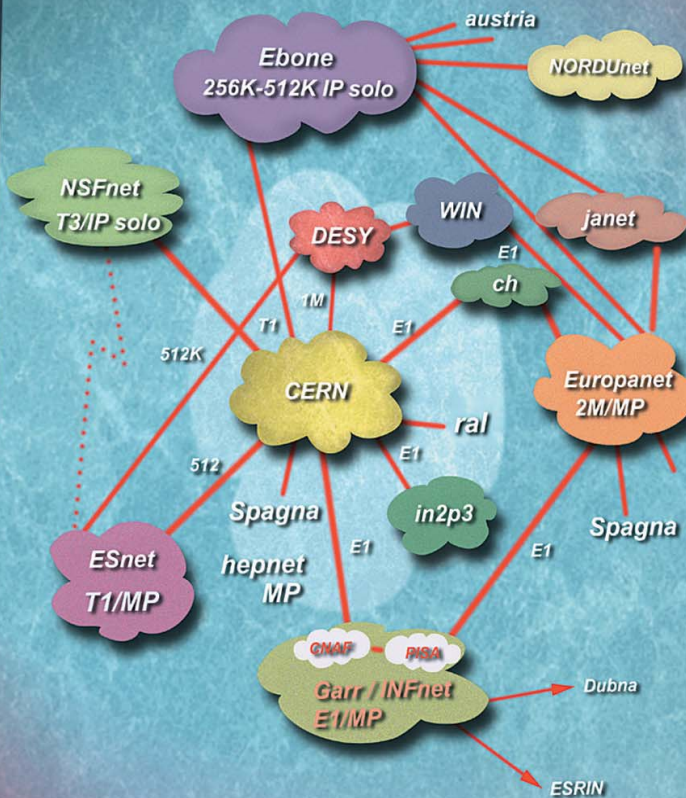 austria
Ebone
256K-512K IP solo
NORDUnet
NSFnet
T3/IP solo
DESY
WIN
janet
E1
ch
1M
T1
E1
512K
CERN
Europanet
2M/MP
ral
E1
512
Spagna
in2p3
Spagna
hepnet
MP
E1
E1
ESnet
T1/MP
CNAF
PISA
Garr / INFnet
E1/MP
Dubna
ESRIN